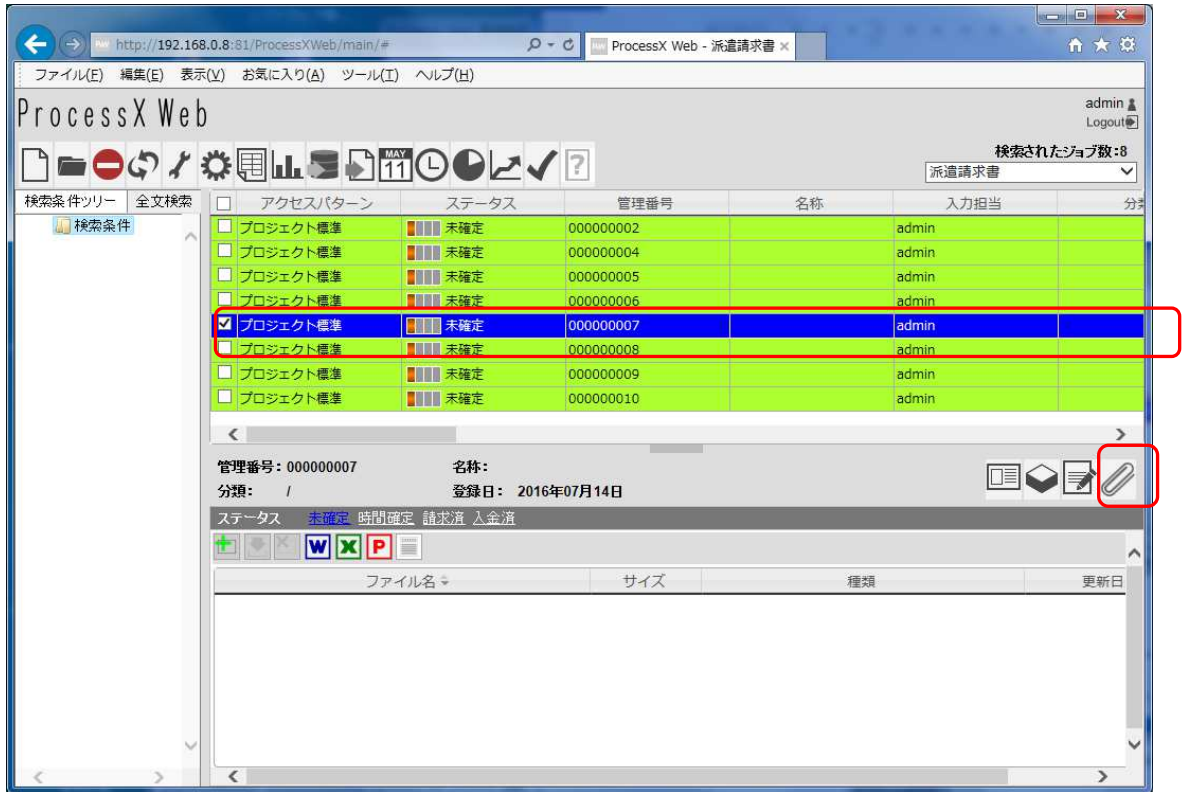 http://192.168.0.8:81/ProcessXWeb/main/#
ProcessX Web - 派遣請求書
ファイル(F) 編集(E) 表示(V) お気に入り(A) ツール(T) ヘルプ(H)
ProcessX Web
admin
Logout
MAY 11
?
検索されたジョブ数:8
派遣請求書
検索条件ツリー 全文検索
検索条件
アクセスパターン ステータス 管理番号 名称 入力担当 分類
プロジェクト標準 未確定 000000002 admin
プロジェクト標準 未確定 000000004 admin
プロジェクト標準 未確定 000000005 admin
プロジェクト標準 未確定 000000006 admin
プロジェクト標準 未確定 000000007 admin
プロジェクト標準 未確定 000000008 admin
プロジェクト標準 未確定 000000009 admin
プロジェクト標準 未確定 000000010 admin
管理番号：000000007 名称：
分類： / 登録日： 2016年07月14日
ステータス 未確定 時間確定 請求済 入金済
W X P
ファイル名 サイズ 種類 更新日